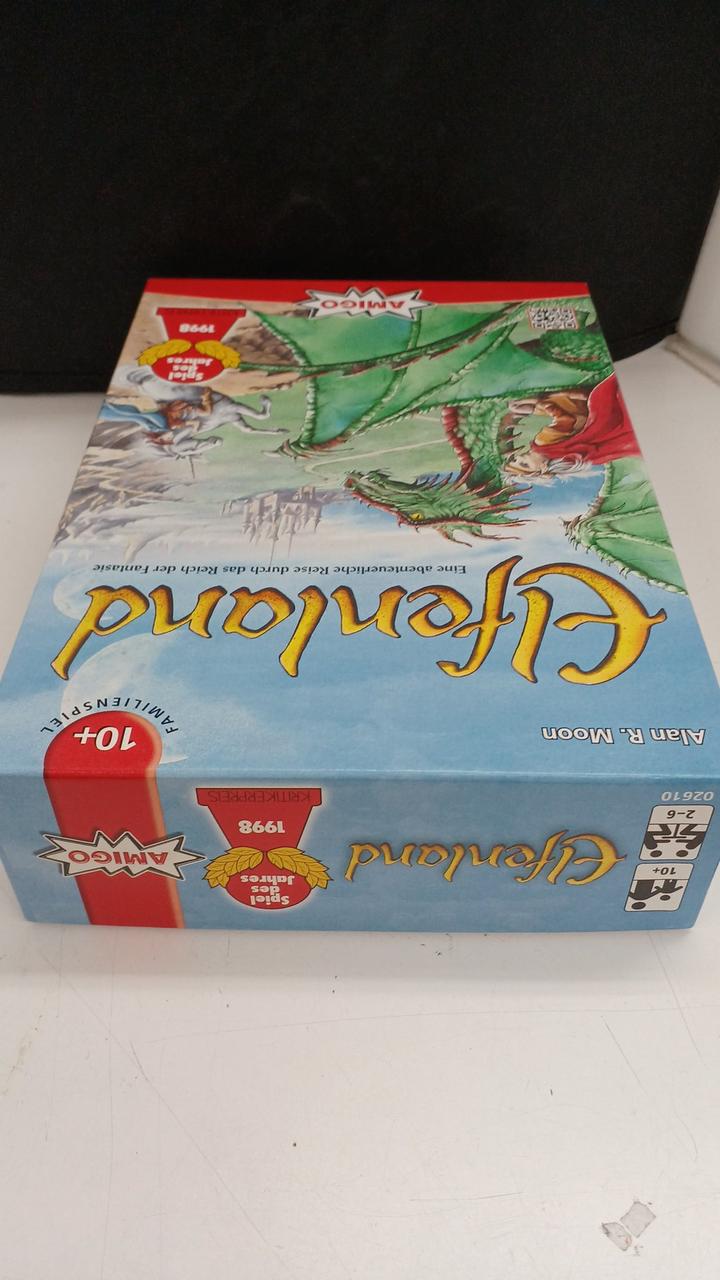 Alan R. Moon
Elfenland
Eine abenteuerliche Reise durch das Reich der Fantasie
FAMILIENSPIEL
10+
Spiel
des
Jahres
1998
KRITIKERPREIS
AMIGO
10+
2-6
02610
Elfenland
Spiel
des
Jahres
1998
KRITIKERPREIS
AMIGO